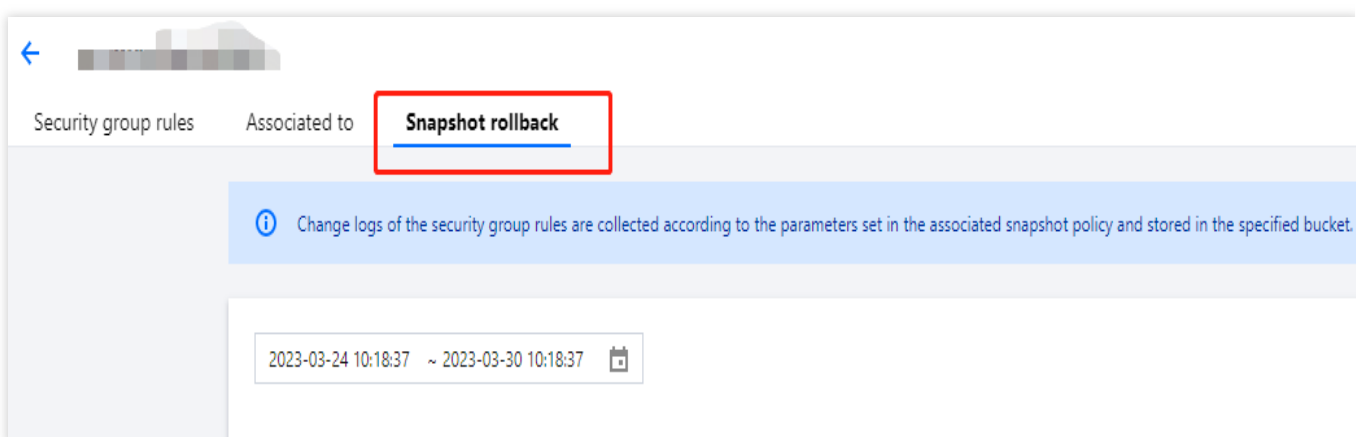 Security group rules Associated to Snapshot rollback
Change logs of the security group rules are collected according to the parameters set in the associated snapshot policy and stored in the specified bucket.
2023-03-24 10:18:37 ~ 2023-03-30 10:18:37